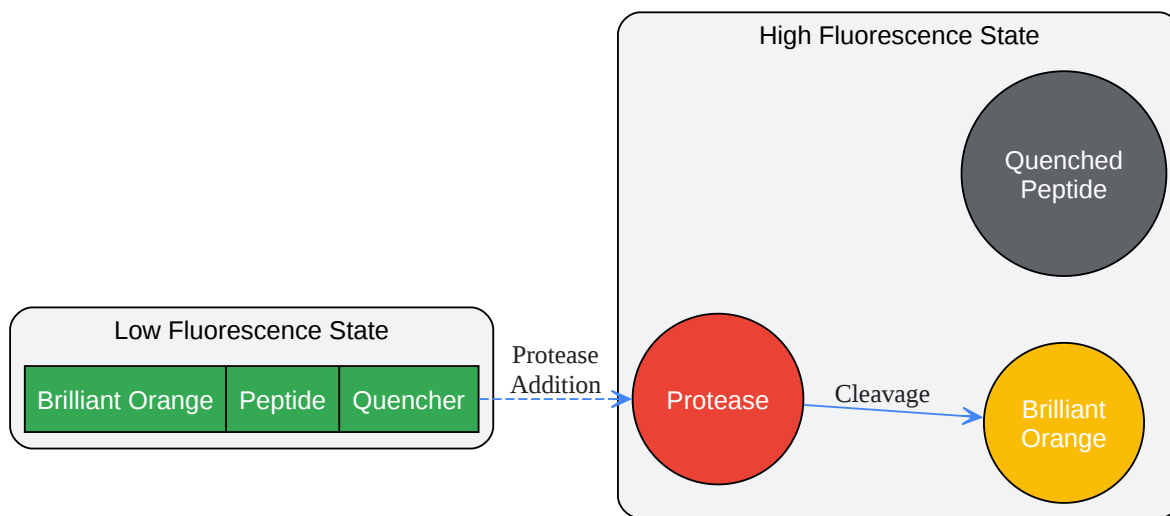 High Fluorescence State
Quenched
Peptide
Low Fluorescence State
Brilliant Orange
Peptide
Quencher
Protease
Addition
Protease
Cleavage
Brilliant
Orange